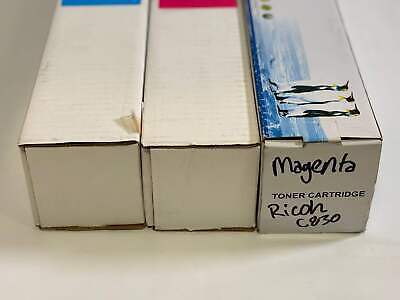 Magenta
TONER CARTRIDGE
Ricoh
C830